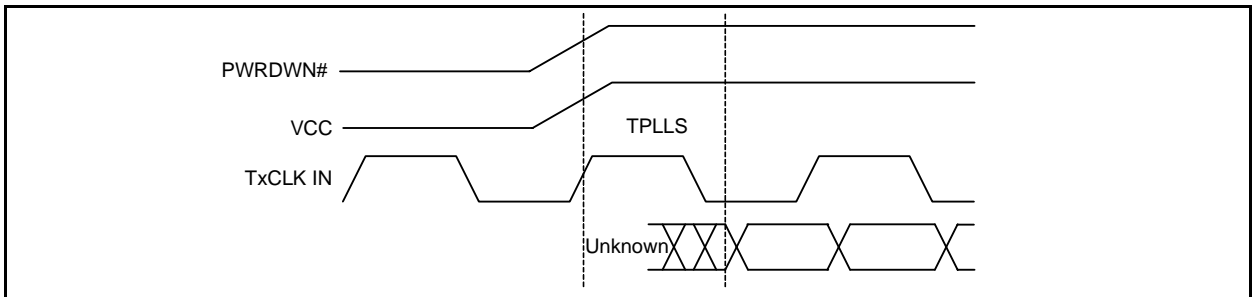 PWRDWN#
VCC
TPLLS
TxCLK IN
Unknown